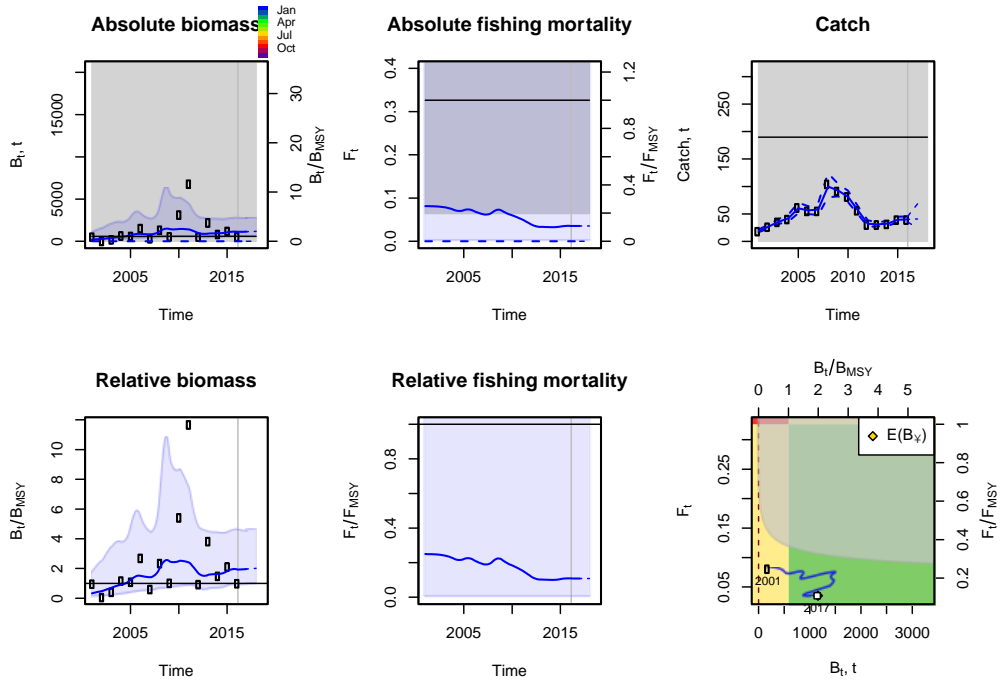 Absolute biomass
Jan
Apr
Jul
Oct
Bt, t
0 5000 15000
Bt/BMSY
0 10 20 30
2005 2015
Time
Absolute fishing mortality
Ft
0.0 0.1 0.2 0.3 0.4
Ft/FMSY
0 0.2 0.4 0.6 0.8 1.2
2005 2015
Time
Catch
Catch, t
0 50 150 250
2005 2010 2015
Time
Relative biomass
Bt/BMSY
0 2 4 6 8 10
2005 2015
Time
Relative fishing mortality
Ft/FMSY
0.0 0.4 0.8
2005 2015
Time
Bt/BMSY
0 1 2 3 4 5
E(B¥)
Ft
0.05 0.15 0.25
Ft/FMSY
0.2 0.4 0.6 0.8 1
2001
2017
0 1000 2000 3000
Bt, t